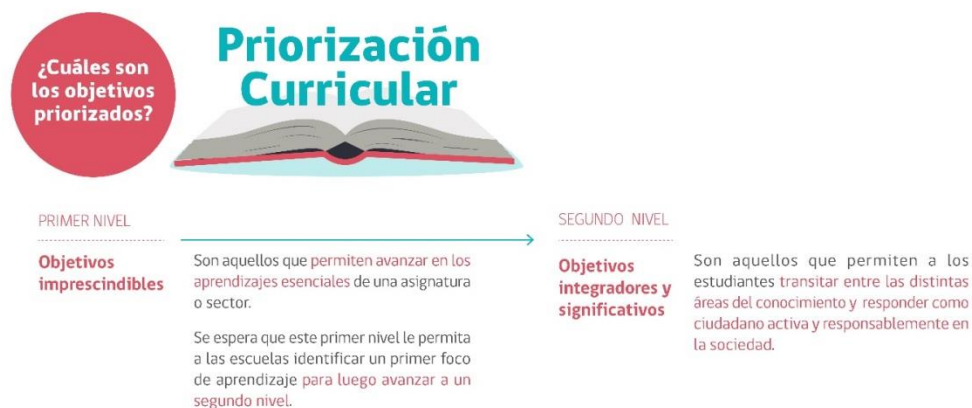 ¿Cuáles son
los objetivos
priorizados?
Priorización
Curricular
PRIMER NIVEL
Objetivos
imprescindibles
Son aquellos que permiten avanzar en los
aprendizajes esenciales de una asignatura
o sector.
Se espera que este primer nivel le permita
a las escuelas identificar un primer foco
de aprendizaje para luego avanzar a un
segundo nivel.
SEGUNDO NIVEL
Objetivos
integradores y
significativos
Son aquellos que permiten a los
estudiantes transitar entre las distintas
áreas del conocimiento y responder como
ciudadano activa y responsablemente en
la sociedad.